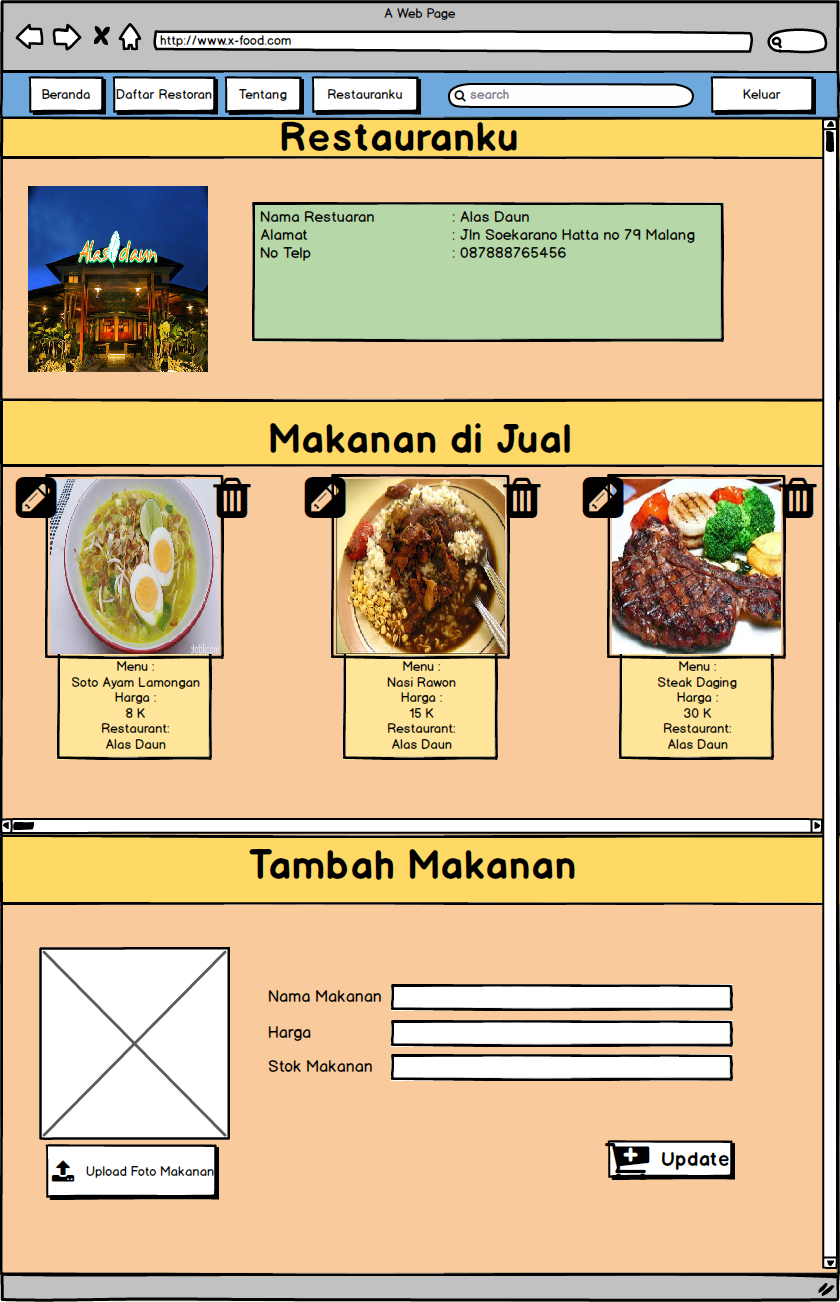 A Web Page
http://www.x-food.com
Beranda
Daftar Restoran
Tentang
Restauranku
search
Keluar
Restauranku
Alas daun
Nama Restuaran : Alas Daun
Alamat : Jln Soekarano Hatta no 79 Malang
No Telp : 087888765456
Makanan di Jual
detikcom
Menu :
Soto Ayam Lamongan
Harga :
8 K
Restaurant:
Alas Daun
Menu :
Nasi Rawon
Harga :
15 K
Restaurant:
Alas Daun
Menu :
Steak Daging
Harga :
30 K
Restaurant:
Alas Daun
Tambah Makanan
Nama Makanan
Harga
Stok Makanan
Upload Foto Makanan
Update